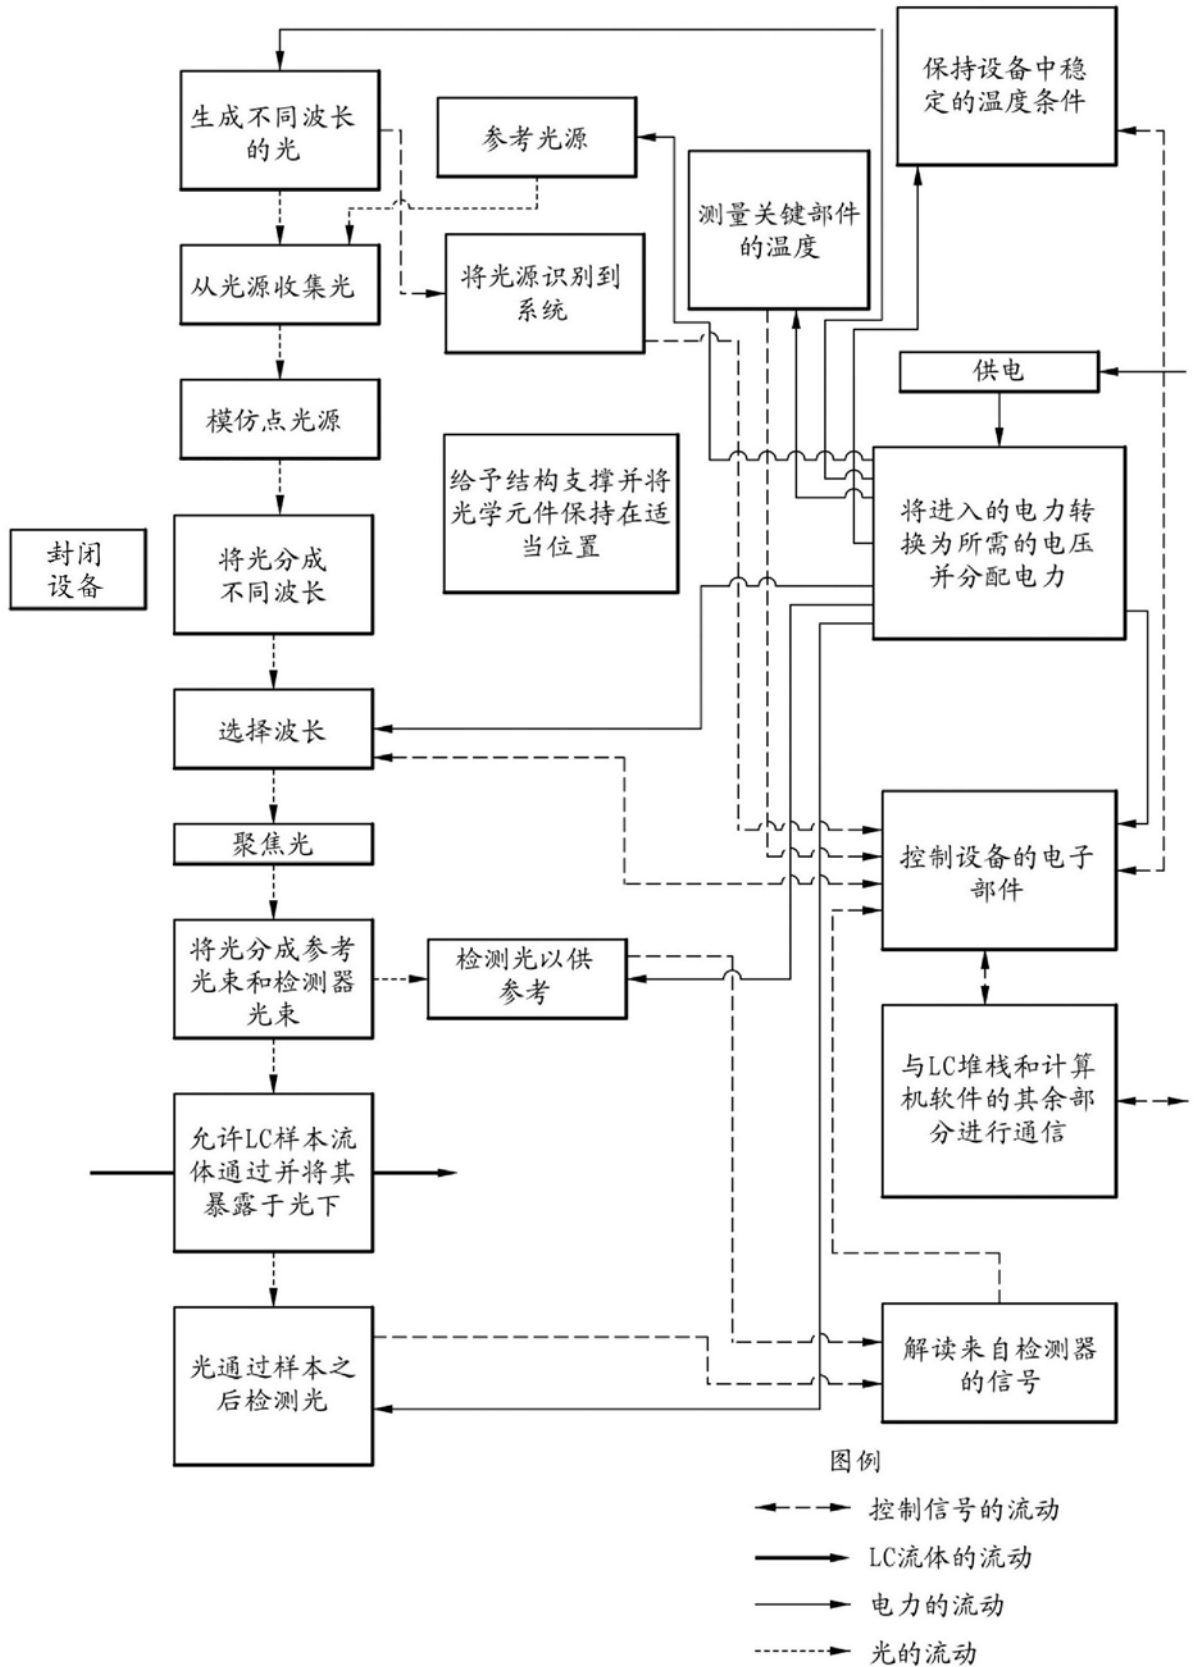 保持设备中稳
定的温度条件
生成不同波长
的光
参考光源
测量关键部件
的温度
从光源收集光
将光源识别到
系统
供电
模仿点光源
给予结构支撑并将
光学元件保持在适
当位置
将进入的电力转
换为所需的电压
并分配电力
封闭
设备
将光分成
不同波长
选择波长
聚焦光
控制设备的电子
部件
将光分成参考
光束和检测器
光束
检测光以供
参考
与LC堆栈和计算
机软件的其余部
分进行通信
允许LC样本流
体通过并将其
暴露于光下
光通过样本之
后检测光
解读来自检测器
的信号
图例
控制信号的流动
LC流体的流动
电力的流动
光的流动